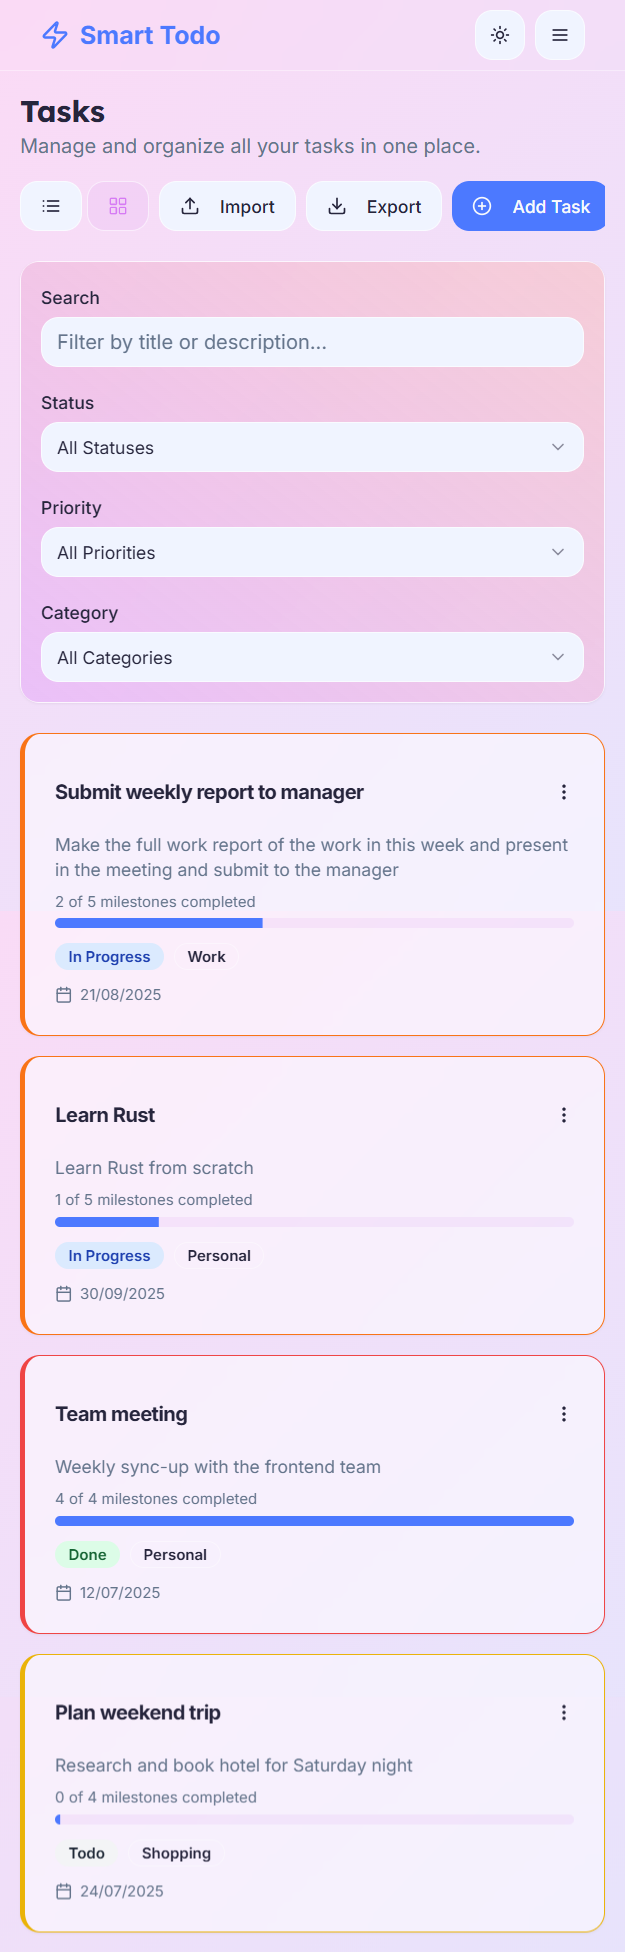 Smart Todo
Tasks
Manage and organize all your tasks in one place.
Import Export Add Task
Search
Filter by title or description...
Status
All Statuses
Priority
All Priorities
Category
All Categories
Submit weekly report to manager
Make the full work report of the work in this week and present
in the meeting and submit to the manager
2 of 5 milestones completed
In Progress Work
21/08/2025
Learn Rust
Learn Rust from scratch
1 of 5 milestones completed
In Progress Personal
30/09/2025
Team meeting
Weekly sync-up with the frontend team
4 of 4 milestones completed
Done Personal
12/07/2025
Plan weekend trip
Research and book hotel for Saturday night
0 of 4 milestones completed
Todo Shopping
24/07/2025